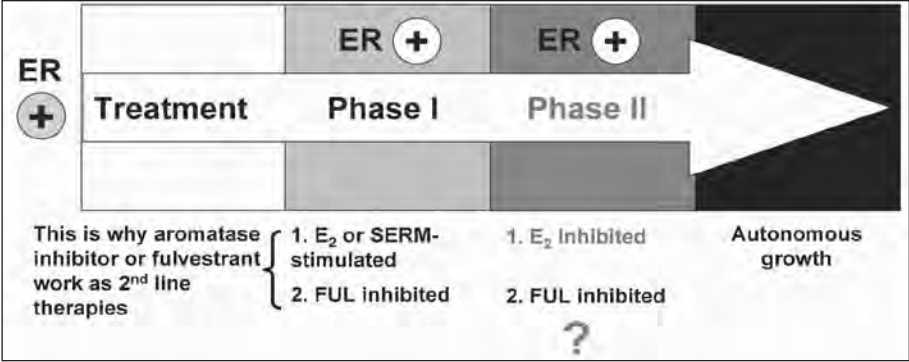 ER +
ER +
ER
+
Treatment
Phase I
Phase II
This is why aromatase
inhibitor or fulvestrant
work as 2nd line
therapies
1. E₂ or SERM-
stimulated
2. FUL inhibited
1. E₂ Inhibited
2. FUL inhibited
?
Autonomous
growth